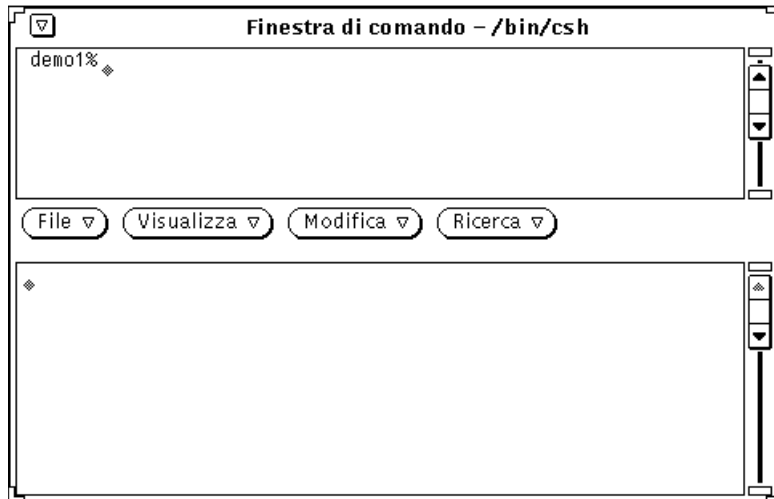 Finestra di comando – /bin/csh
demo1%
File Visualizza Modifica Ricerca